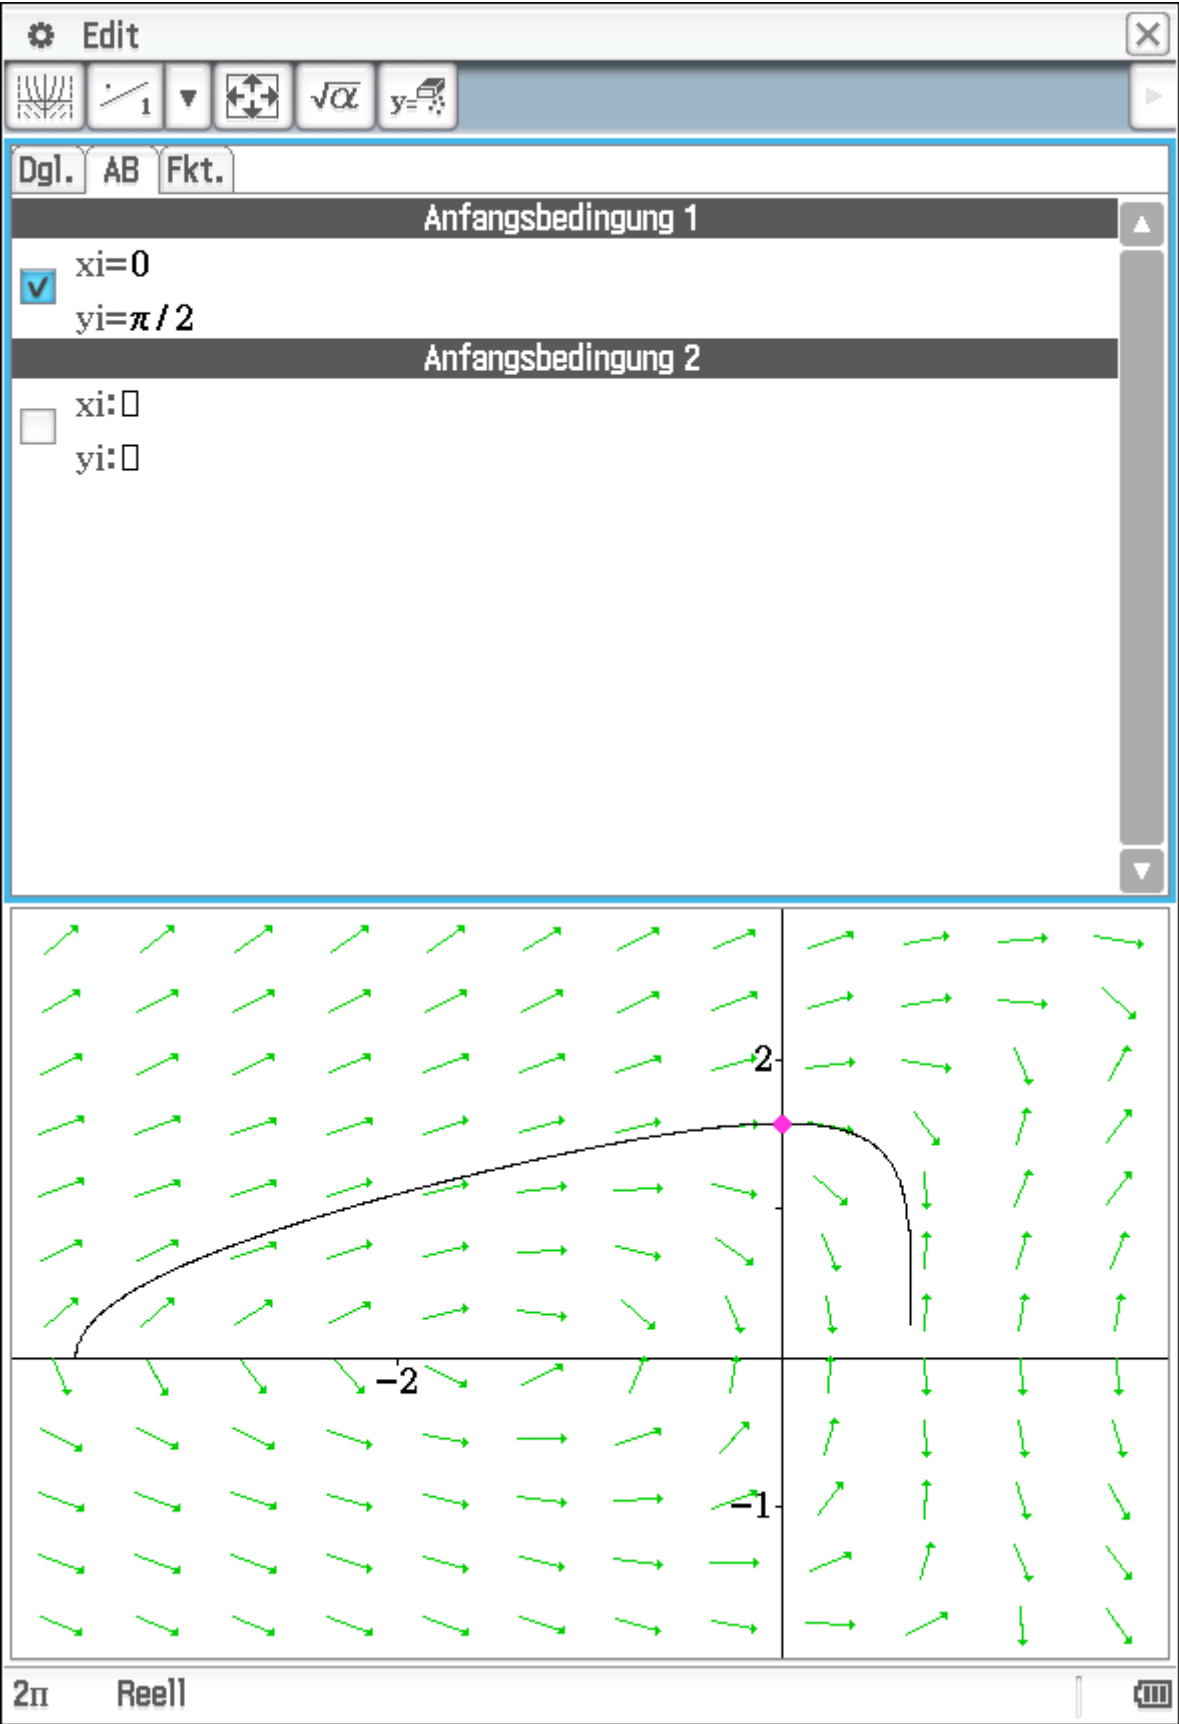 Edit
1 √α y=
Dgl. AB Fkt.
Anfangsbedingung 1
xi=0
yi=π/2
Anfangsbedingung 2
xi:
yi:
2
-2
-1
2π Reell